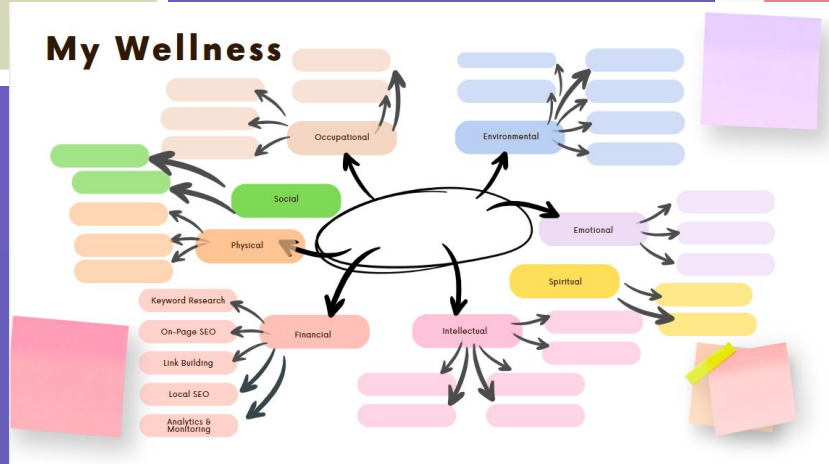 My Wellness
Occupational
Environmental
Social
Emotional
Physical
Spiritual
Keyword Research
On-Page SEO
Financial
Intellectual
Link Building
Local SEO
Analytics &
Monitoring